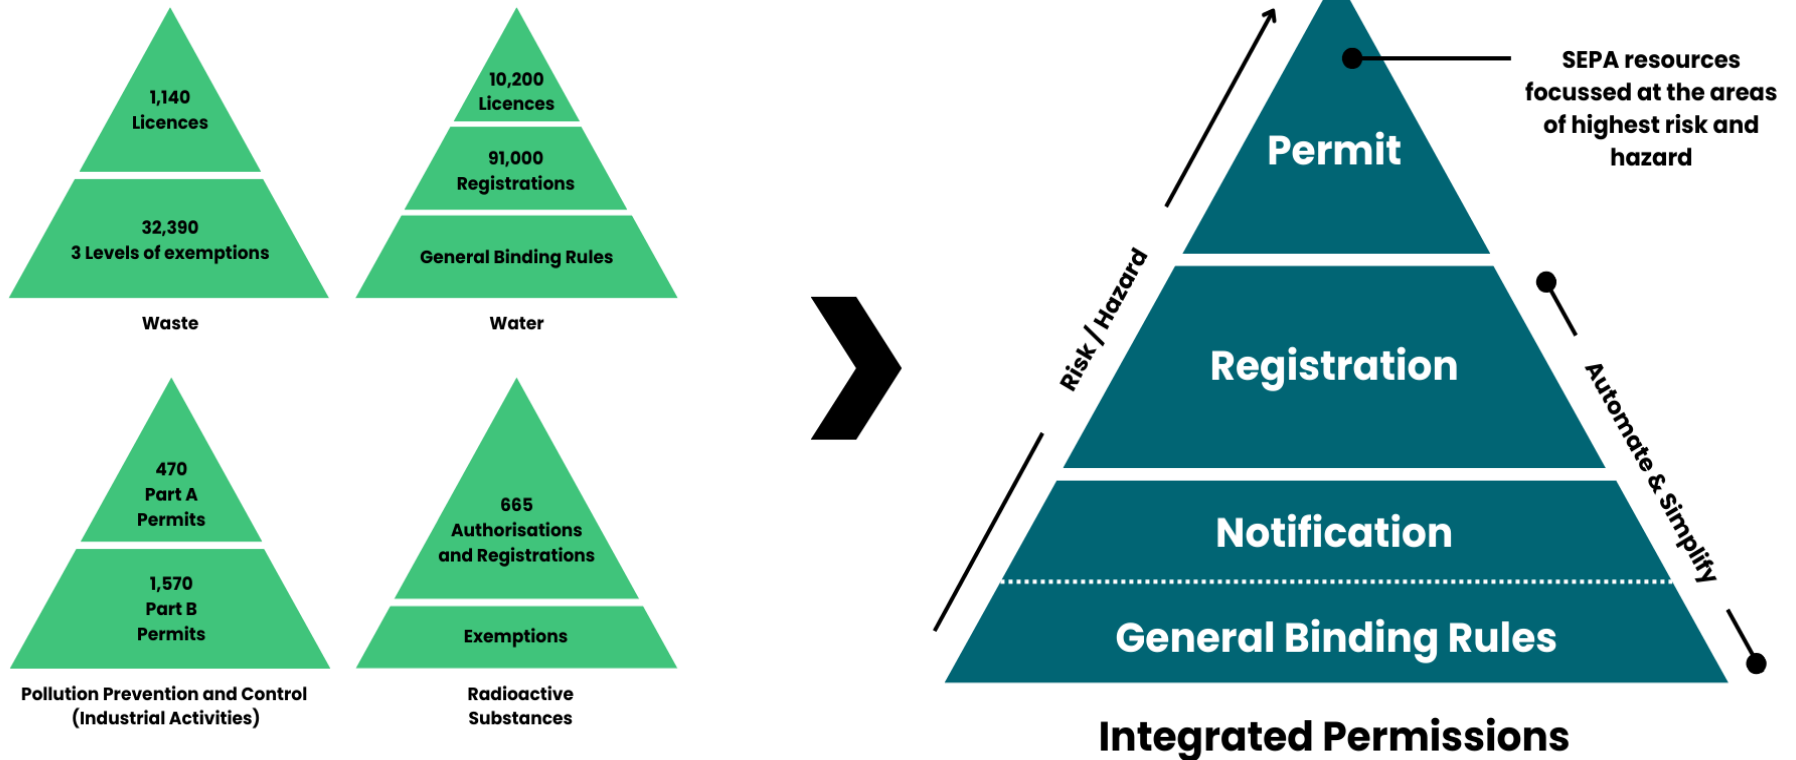 1,140
Licences
32,390
3 Levels of exemptions
Waste
10,200
Licences
91,000
Registrations
General Binding Rules
Water
470
Part A
Permits
1,570
Part B
Permits
Pollution Prevention and Control
(Industrial Activities)
665
Authorisations
and Registrations
Exemptions
Radioactive
Substances
Risk / Hazard
Permit
Registration
Notification
General Binding Rules
SEPA resources
focussed at the areas
of highest risk and
hazard
Automate & Simplify
Integrated Permissions